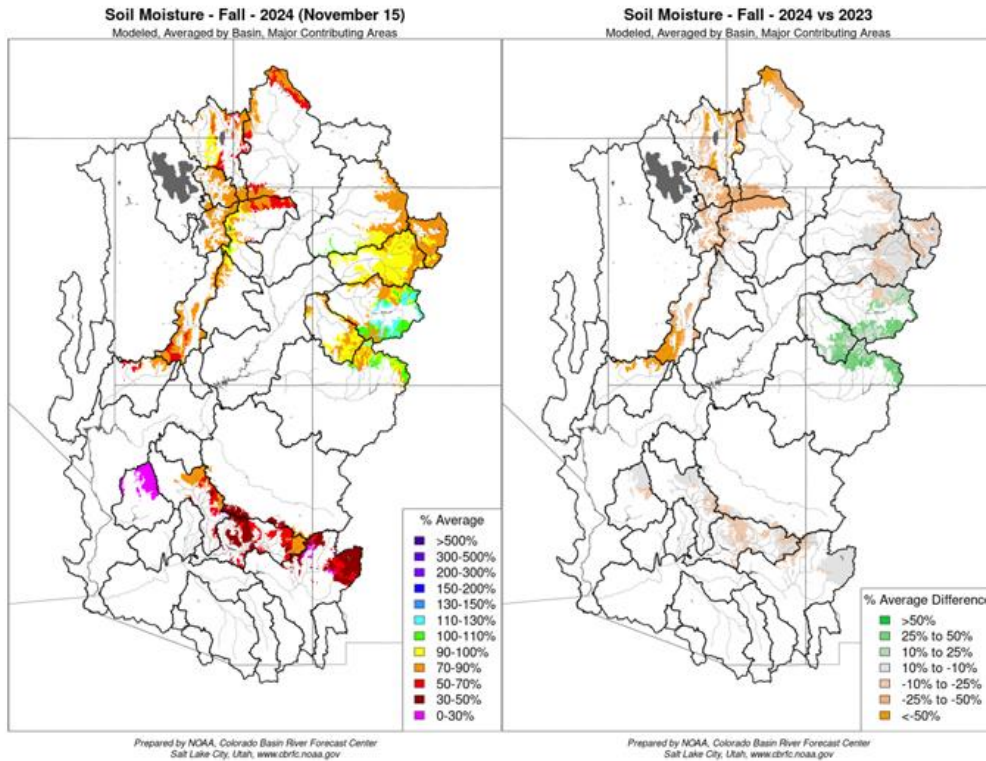 Soil Moisture - Fall - 2024 (November 15)
Modeled, Averaged by Basin, Major Contributing Areas
% Average
>500%
300-500%
200-300%
150-200%
130-150%
110-130%
100-110%
90-100%
70-90%
50-70%
30-50%
0-30%
Prepared by NOAA, Colorado Basin River Forecast Center
Salt Lake City, Utah, www.cbrfc.noaa.gov
Soil Moisture - Fall - 2024 vs 2023
Modeled, Averaged by Basin, Major Contributing Areas
% Average Difference
>50%
25% to 50%
10% to 25%
10% to -10%
-10% to -25%
-25% to -50%
<-50%
Prepared by NOAA, Colorado Basin River Forecast Center
Salt Lake City, Utah, www.cbrfc.noaa.gov